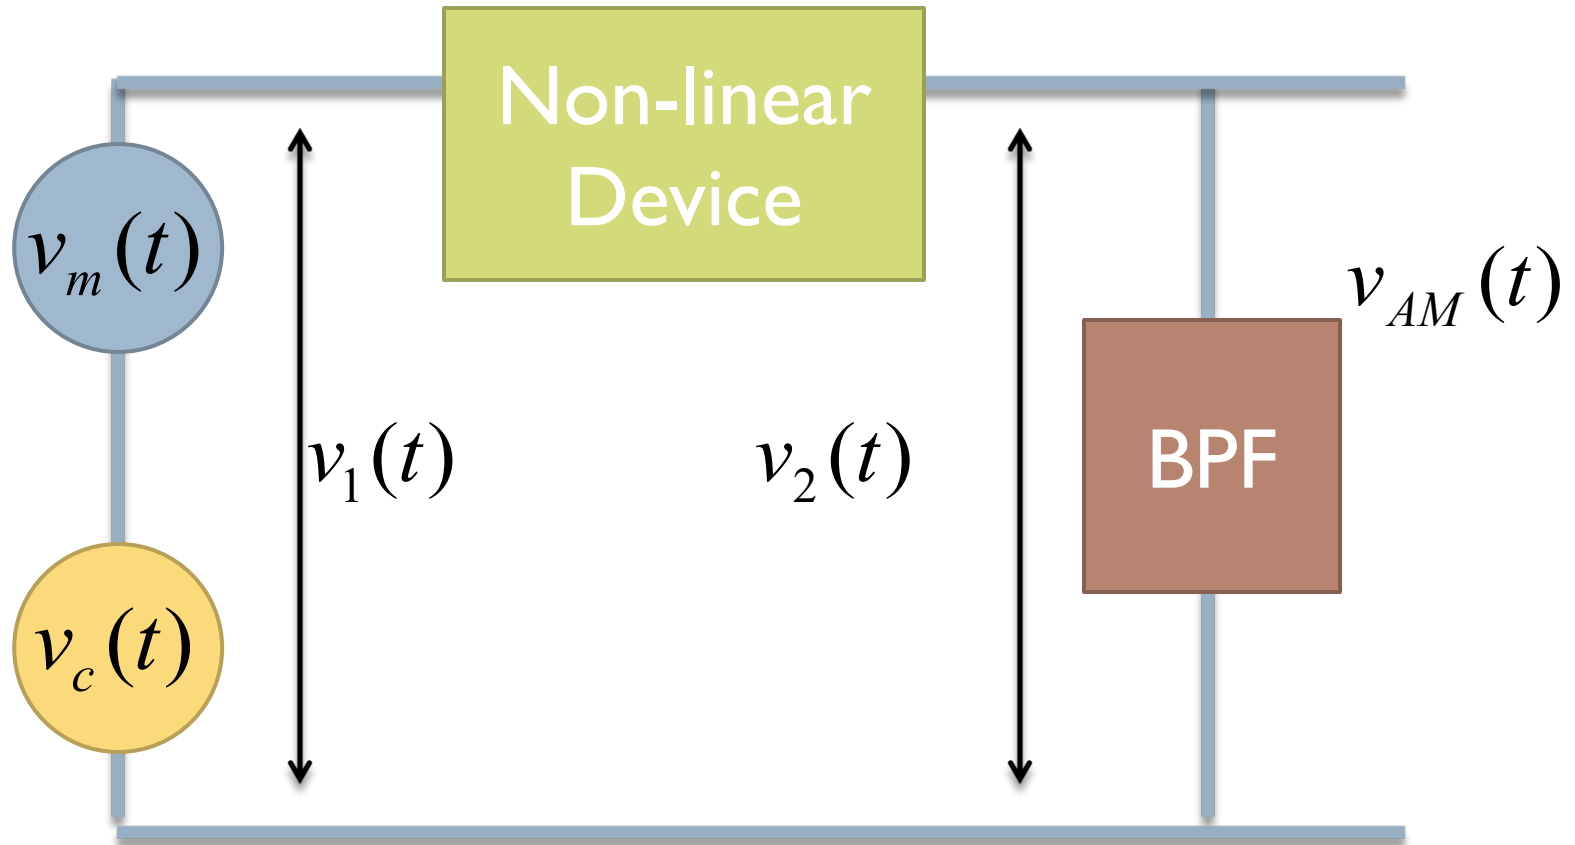 Non-linear
Device
v_m(t)
v_AM(t)
v_1(t)
v_2(t)
BPF
v_c(t)